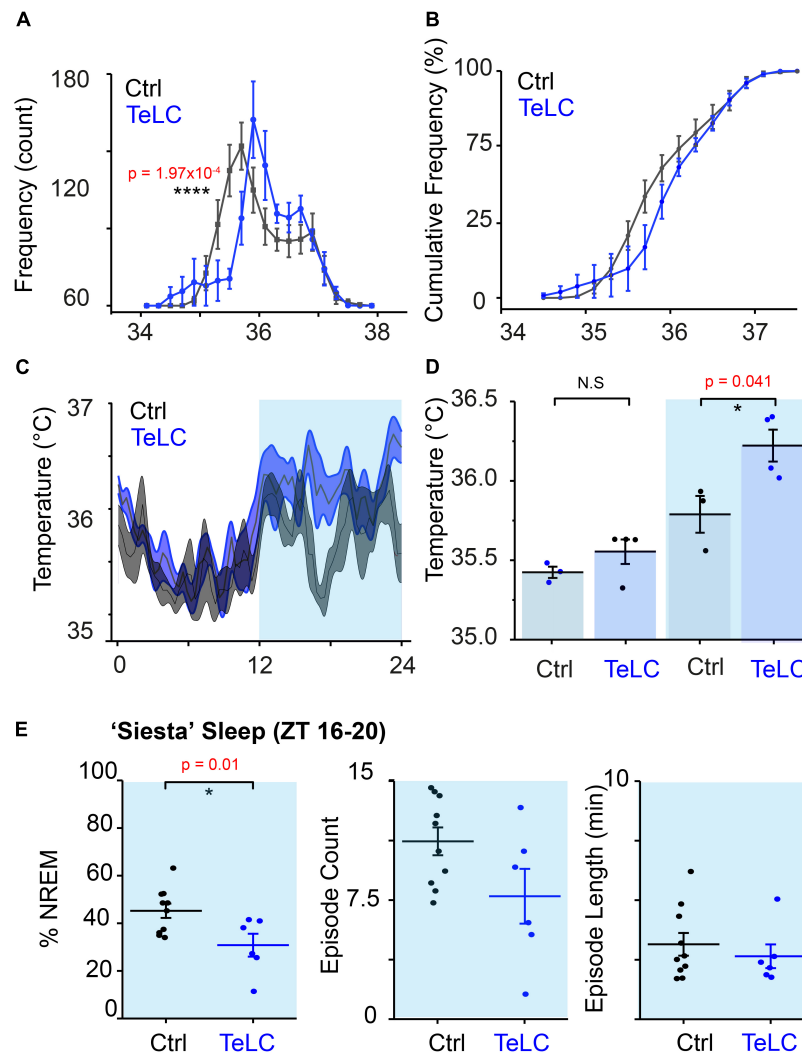 A
B
180
120
60
Frequency (count)
Ctrl
TeLC
p = 1.97x10-4
****
34
36
38
100
75
25
0
Cumulative Frequency (%)
Ctrl
TeLC
34
35
36
37
C
D
37
36
35
Temperature (°C)
Ctrl
TeLC
0
12
24
36.5
36.0
35.5
35.0
Temperature (°C)
N.S
p = 0.041
*
Ctrl
TeLC
Ctrl
TeLC
E
'Siesta' Sleep (ZT 16-20)
100
80
60
40
20
0
% NREM
p = 0.01
*
Ctrl
TeLC
15
7.5
0
Episode Count
Ctrl
TeLC
10
Episode Length (min)
Ctrl
TeLC